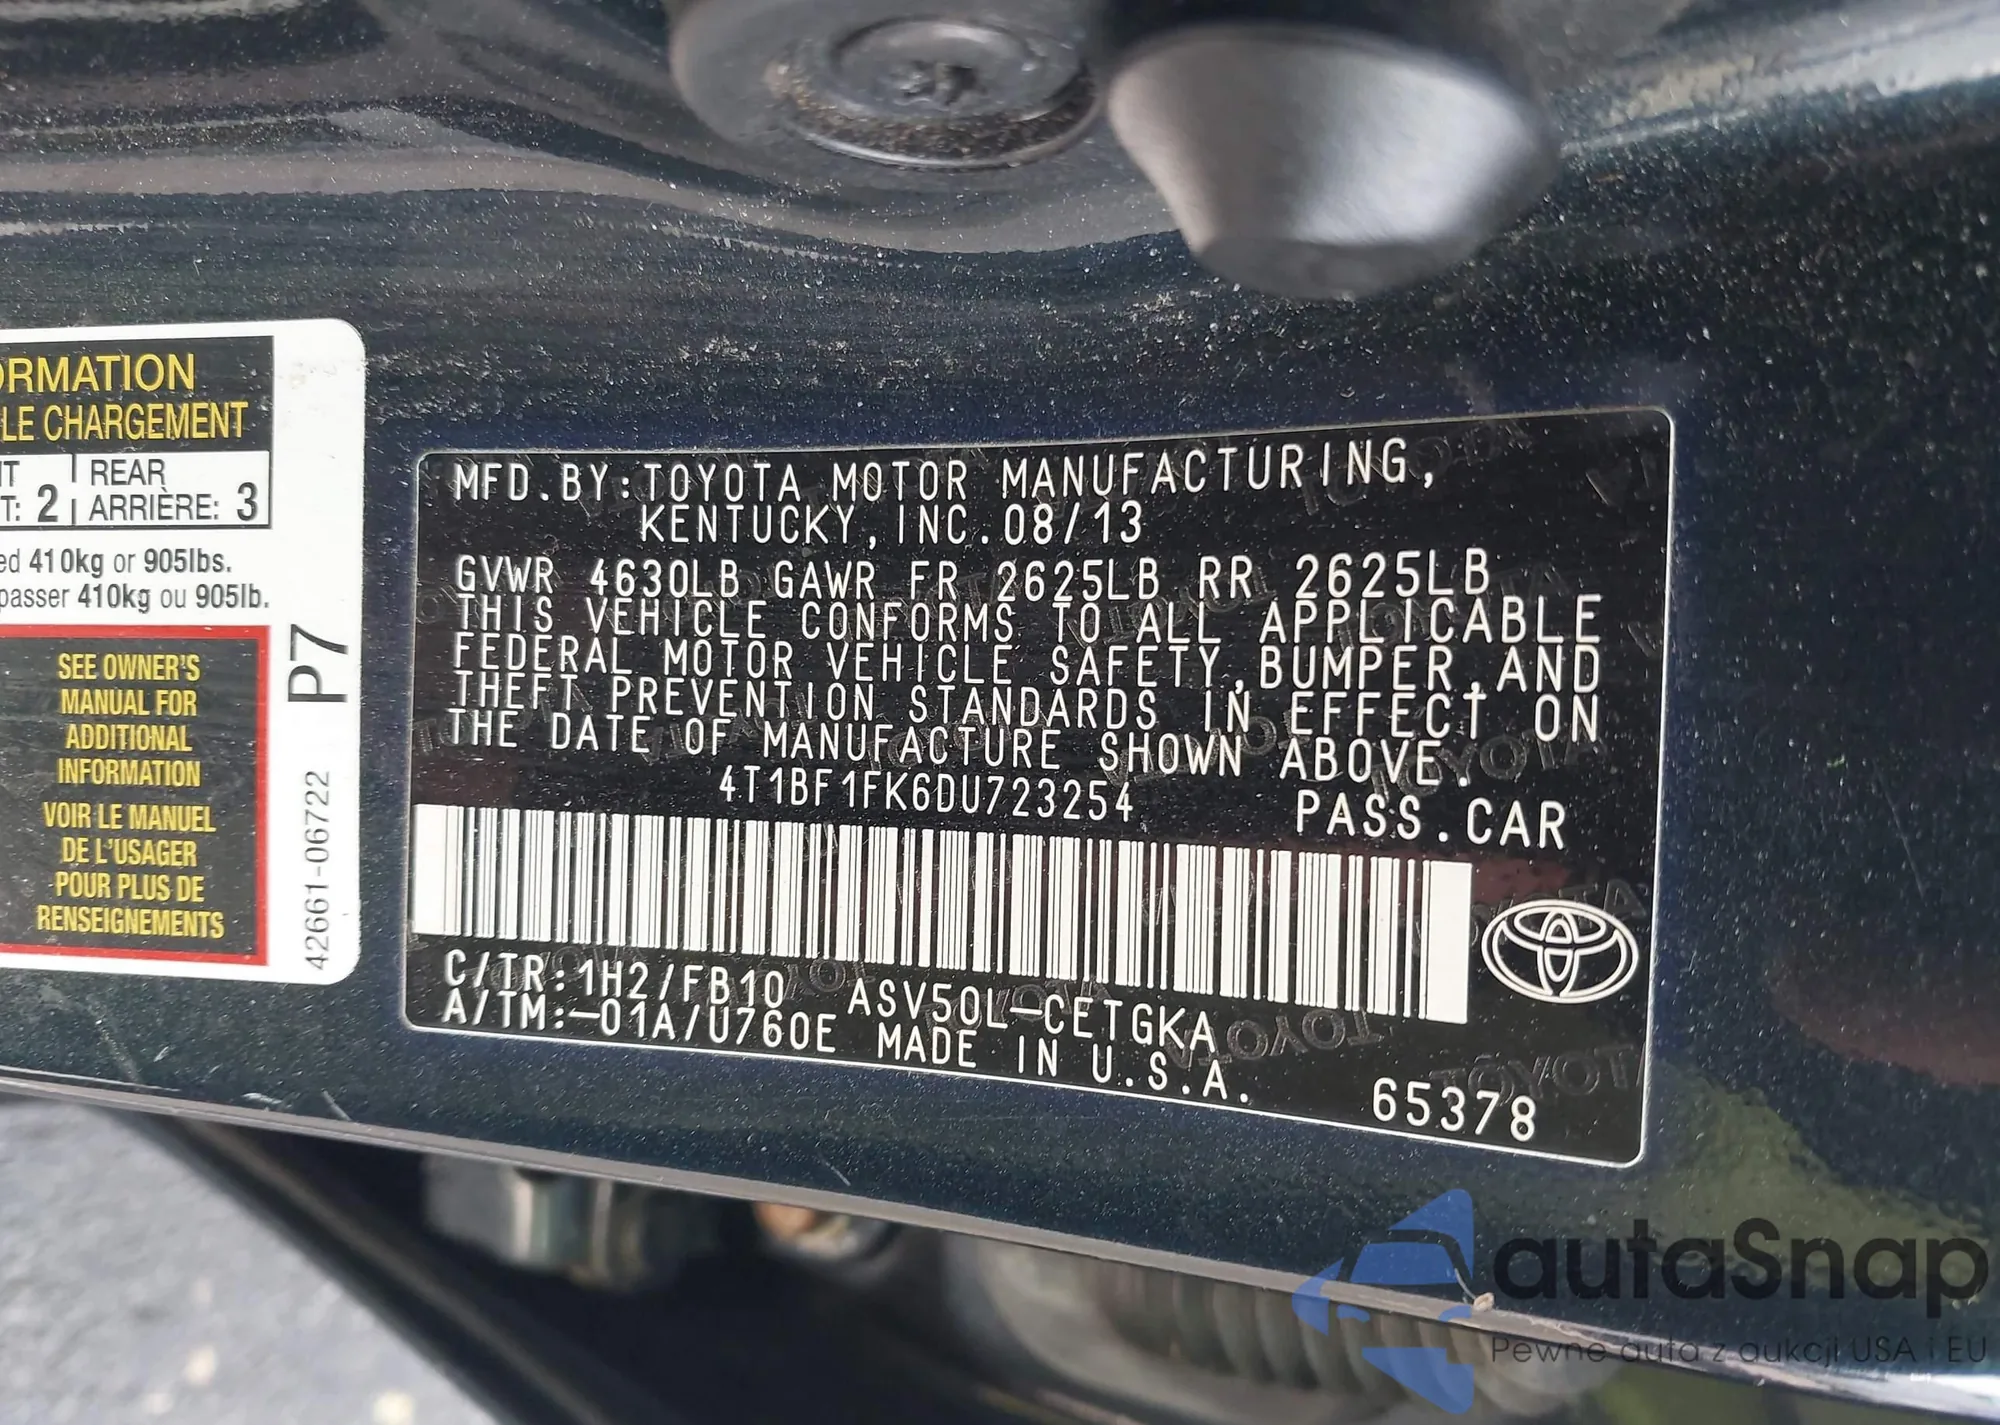 ORMATION
LE CHARGEMENT
REAR
T: 2 ARRIÈRE: 3
ed 410kg or 905lbs.
passer 410kg ou 905lb.
SEE OWNER'S
MANUAL FOR
ADDITIONAL
INFORMATION
VOIR LE MANUEL
DE L'USAGER
POUR PLUS DE
RENSEIGNEMENTS
42661-06722 P7
MFD.BY:TOYOTA MOTOR MANUFACTURING,
KENTUCKY, INC.08/13
GVWR 4630LB GAWR FR 2625LB RR 2625LB
THIS VEHICLE CONFORMS TO ALL APPLICABLE
FEDERAL MOTOR VEHICLE SAFETY,BUMPER,AND
THEFT PREVENTION STANDARDS IN EFFECT ON
THE DATE OF MANUFACTURE SHOWN ABOVE.
4T1BF1FK6DU723254 PASS.CAR
C/TR:1H2/FB10 ASV50L-CETGKA
A/TM:-01A/U760E MADE IN U.S.A.
65378
autaSnap
Pewne auta z aukcji USA i EU